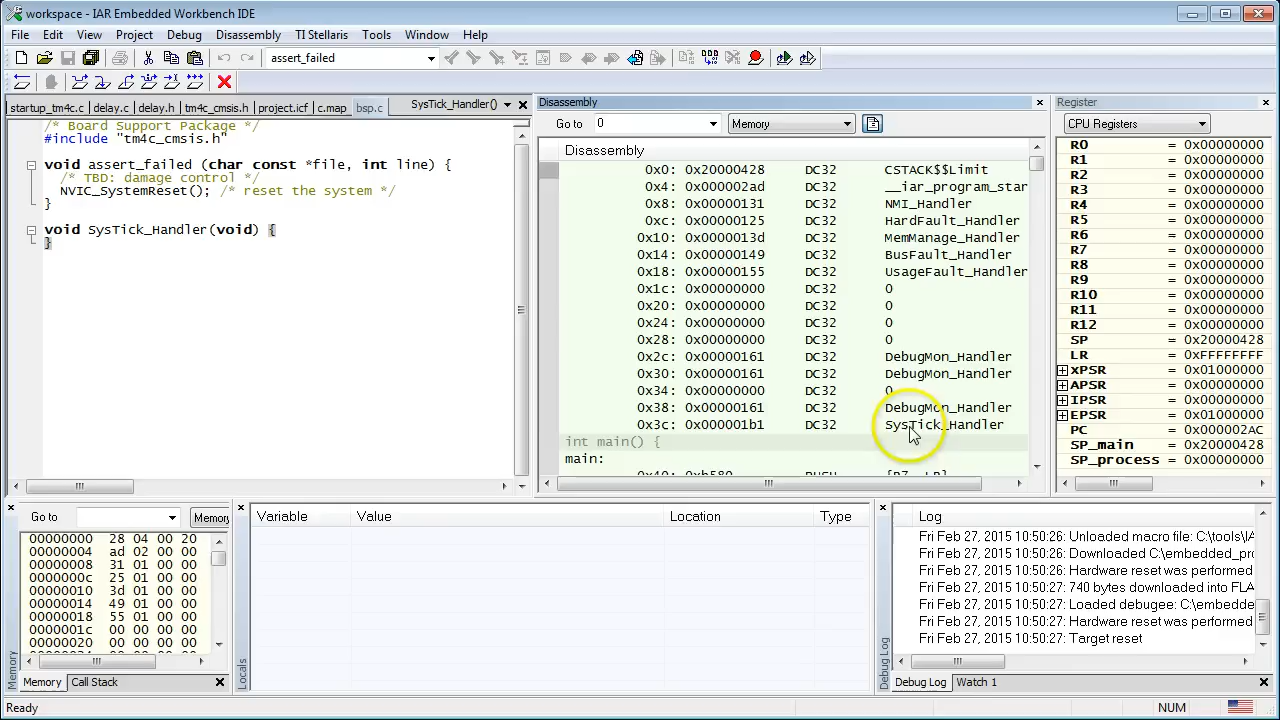 workspace - IAR Embedded Workbench IDE
File Edit View Project Debug Disassembly TI Stellaris Tools Window Help
assert_failed
startup_tm4c.c delay.c delay.h tm4c_cmsis.h project.icf c.map bsp.c SysTick_Handler()
/* Board Support Package */
#include "tm4c_cmsis.h"
void assert_failed (char const *file, int line) {
/* TBD: damage control */
NVIC_SystemReset(); /* reset the system */
}
void SysTick_Handler(void) {
}
Disassembly
Go to 0 Memory
Disassembly
0x0: 0x20000428 DC32 CSTACK$$Limit
0x4: 0x000002ad DC32 __iar_program_star
0x8: 0x00000131 DC32 NMI_Handler
0xc: 0x00000125 DC32 HardFault_Handler
0x10: 0x0000013d DC32 MemManage_Handler
0x14: 0x00000149 DC32 BusFault_Handler
0x18: 0x00000155 DC32 UsageFault_Handler
0x1c: 0x00000000 DC32 0
0x20: 0x00000000 DC32 0
0x24: 0x00000000 DC32 0
0x28: 0x00000000 DC32 0
0x2c: 0x00000161 DC32 DebugMon_Handler
0x30: 0x00000161 DC32 DebugMon_Handler
0x34: 0x00000000 DC32 0
0x38: 0x00000161 DC32 DebugMon_Handler
0x3c: 0x000001b1 DC32 SysTick_Handler
int main() {
main:
Register
CPU Registers
R0 = 0x00000000
R1 = 0x00000000
R2 = 0x00000000
R3 = 0x00000000
R4 = 0x00000000
R5 = 0x00000000
R6 = 0x00000000
R7 = 0x00000000
R8 = 0x00000000
R9 = 0x00000000
R10 = 0x00000000
R11 = 0x00000000
R12 = 0x00000000
SP = 0x20000428
LR = 0xFFFFFFFF
xPSR = 0x01000000
APSR = 0x00000000
IPSR = 0x00000000
EPSR = 0x01000000
PC = 0x000002AC
SP_main = 0x20000428
SP_process = 0x00000000
Go to Memory
00000000 28 04 00 20
00000004 ad 02 00 00
00000008 31 01 00 00
0000000c 25 01 00 00
00000010 3d 01 00 00
00000014 49 01 00 00
00000018 55 01 00 00
0000001c 00 00 00 00
00000020 00 00 00 00
Memory
Memory Call Stack
Variable Value Location Type
Locals
Log
Fri Feb 27, 2015 10:50:26: Unloaded macro file: C:\tools\IA
Fri Feb 27, 2015 10:50:26: Downloaded C:\embedded_pro
Fri Feb 27, 2015 10:50:26: Hardware reset was performed
Fri Feb 27, 2015 10:50:27: 740 bytes downloaded into FLA
Fri Feb 27, 2015 10:50:27: Loaded debugee: C:\embedde
Fri Feb 27, 2015 10:50:27: Hardware reset was performed
Fri Feb 27, 2015 10:50:27: Target reset
Debug Log
Debug Log Watch 1
Ready NUM